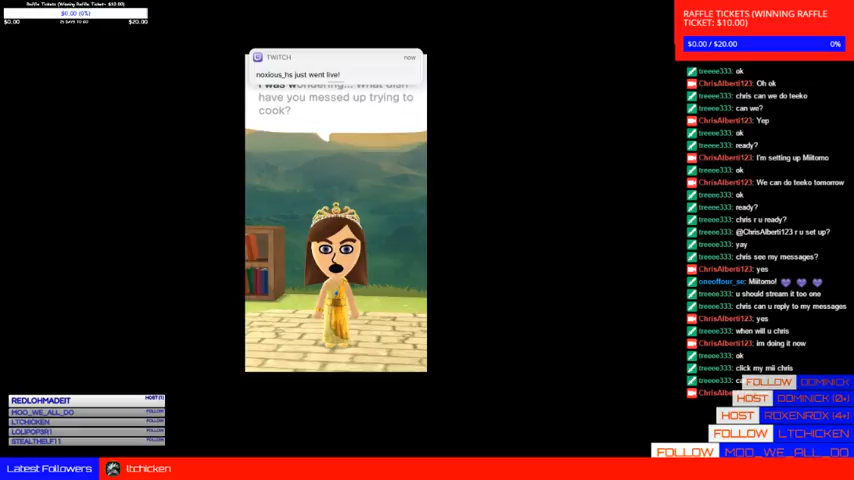 Raffle Tickets (Winning Raffle Ticket: $10.00)
$0.00 (0%)
$0.00
$20.00
TWITCH
now
noxious_hs just went live!
I was wondering... What dish
have you messed up trying to
cook?
RAFFLE TICKETS (WINNING RAFFLE
TICKET: $10.00)
$0.00 / $20.00
0%
treeee333: ok
ChrisAlberti123: Oh ok
treeee333: chris can we do teeko
treeee333: can we?
ChrisAlberti123: Yep
treeee333: ok
treeee333: ready?
ChrisAlberti123: I'm setting up Miitomo
treeee333: ok
ChrisAlberti123: We can do teeko tomorrow
treeee333: ok
treeee333: ready?
treeee333: chris r u ready?
treeee333: @ChrisAlberti123 r u set up?
treeee333: yay
treeee333: chris see my messages?
ChrisAlberti123: yes
oneoffour_se: Miitomo!
treeee333: u should stream it too one
treeee333: chris can u reply to my messages
ChrisAlberti123: yes
treeee333: when will u chris
ChrisAlberti123: im doing it now
treeee333: ok
treeee333: click my mii chris
treeee333:
FOLLOW DOMINICK
HOST DOMINICK (0+)
HOST ROXENROX (4+)
FOLLOW LTCHICKEN
FOLLOW MOO_WE_ALL_DO
REDLOHMADEIT HOST (1)
MOO_WE_ALL_DO FOLLOW
LTCHICKEN FOLLOW
LOLIPOP3R1 FOLLOW
STEALTHELF11 FOLLOW
Latest Followers
ltchicken